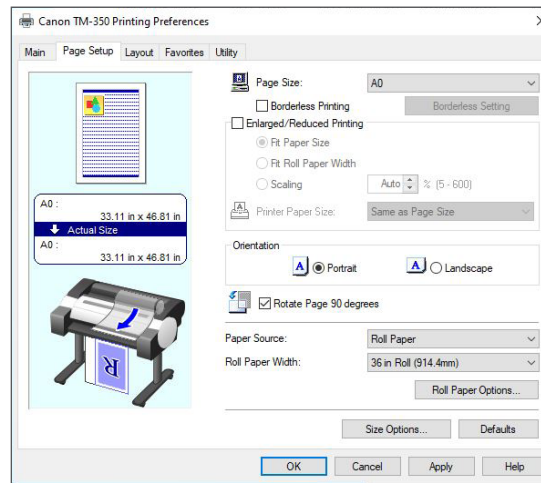 Canon TM-350 Printing Preferences
Main Page Setup Layout Favorites Utility
Page Size: A0
Borderless Printing Borderless Setting
Enlarged/Reduced Printing
Fit Paper Size
Fit Roll Paper Width
Scaling Auto % (5 - 600)
Printer Paper Size: Same as Page Size
A0 :
33.11 in x 46.81 in
Actual Size
A0 :
33.11 in x 46.81 in
Orientation
A Portrait A Landscape
Rotate Page 90 degrees
R
Paper Source: Roll Paper
Roll Paper Width: 36 in Roll (914.4mm)
Roll Paper Options...
Size Options... Defaults
OK Cancel Apply Help